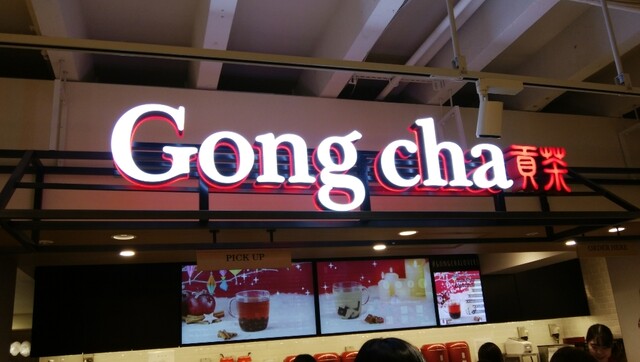 Gong cha 貢茶
PICK UP